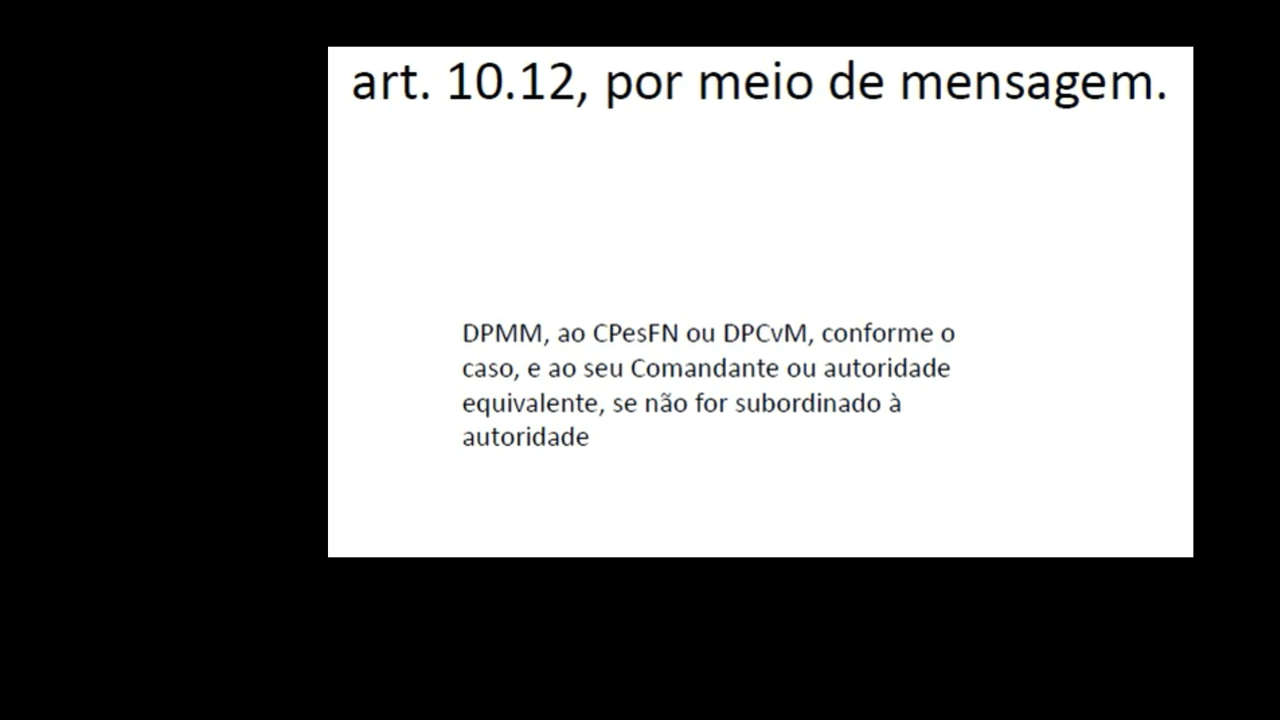 art. 10.12, por meio de mensagem.
DPMM, ao CPesFN ou DPCvM, conforme o
caso, e ao seu Comandante ou autoridade
equivalente, se não for subordinado à
autoridade